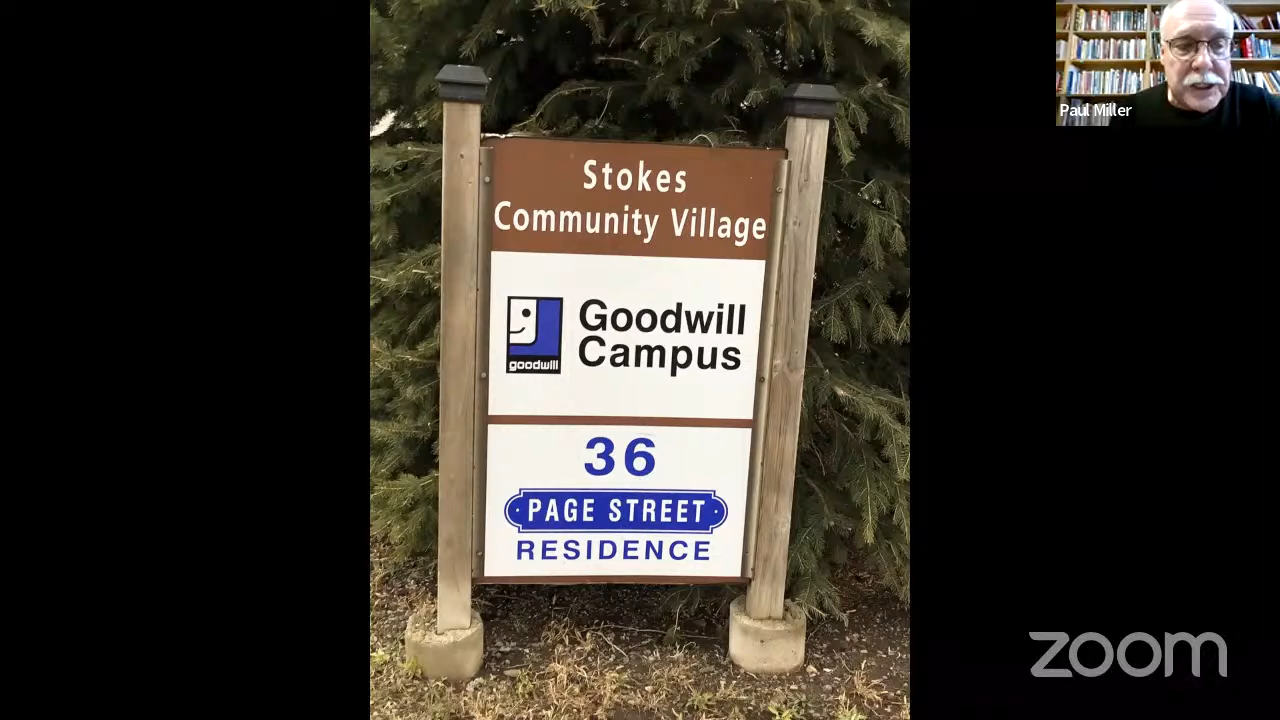 Paul Miller
Stokes
Community Village
goodwill
Goodwill
Campus
36
PAGE STREET
RESIDENCE
zoom